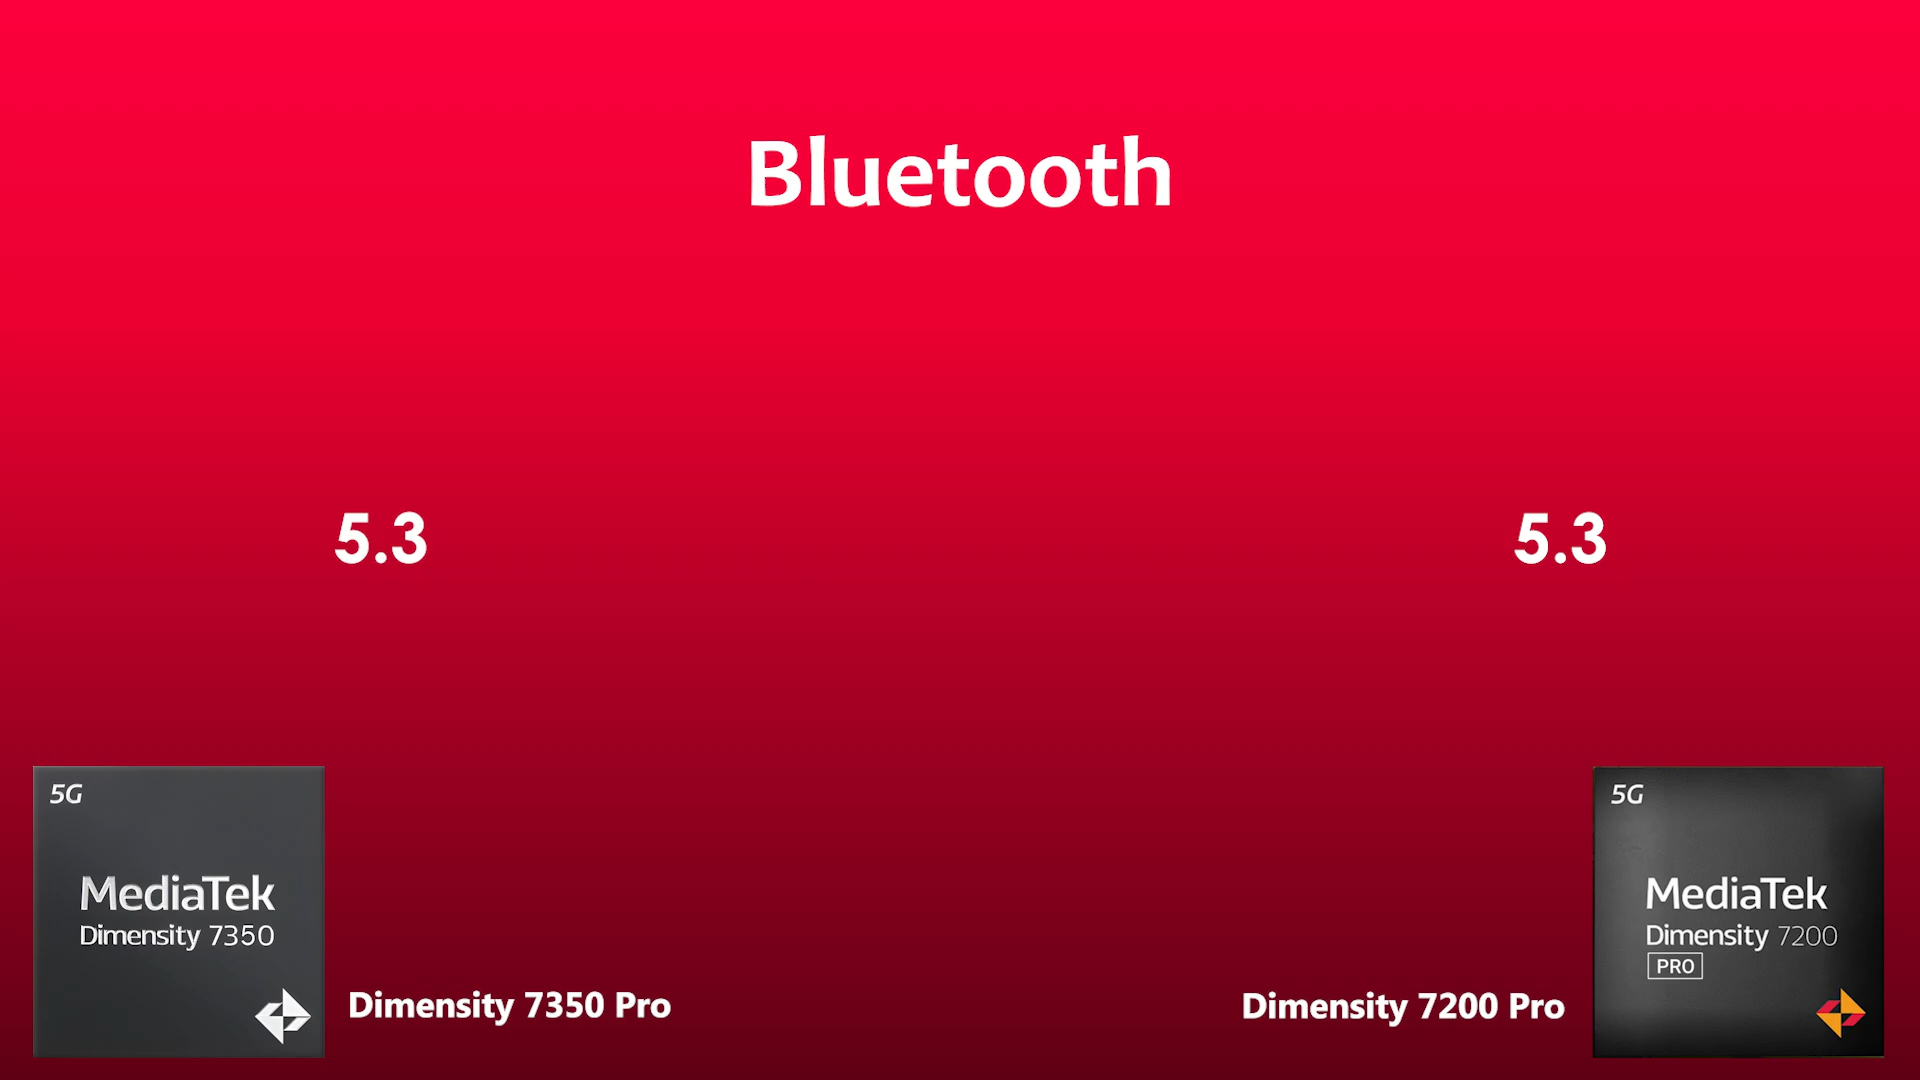 Bluetooth
5.3
5.3
5G
MediaTek
Dimensity 7350
Dimensity 7350 Pro
Dimensity 7200 Pro
5G
MediaTek
Dimensity 7200
PRO